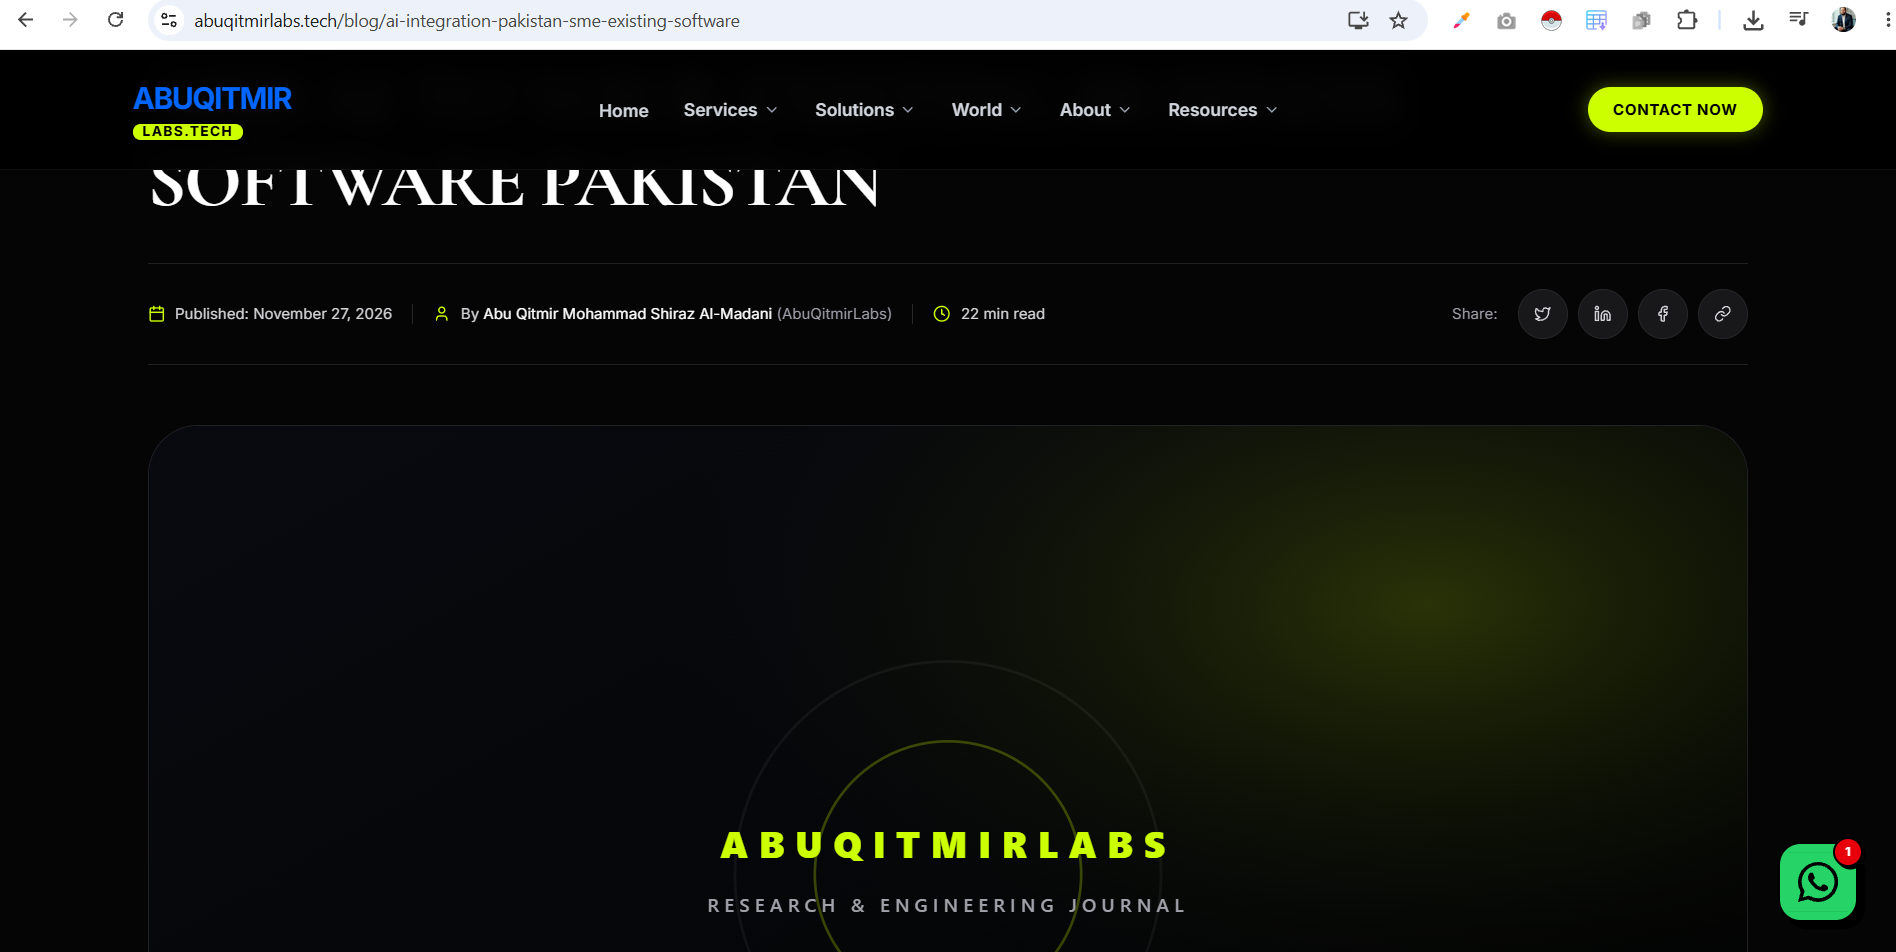 abuqitmirlabs.tech/blog/ai-integration-pakistan-sme-existing-software
ABUQITMIR
LABS.TECH
Home
Services
Solutions
World
About
Resources
CONTACT NOW
SOFTWARE PAKISTAN
Published: November 27, 2026
By Abu Qitmir Mohammad Shiraz Al-Madani (AbuQitmirLabs)
22 min read
Share:
ABUQITMIRLABS
RESEARCH & ENGINEERING JOURNAL
1